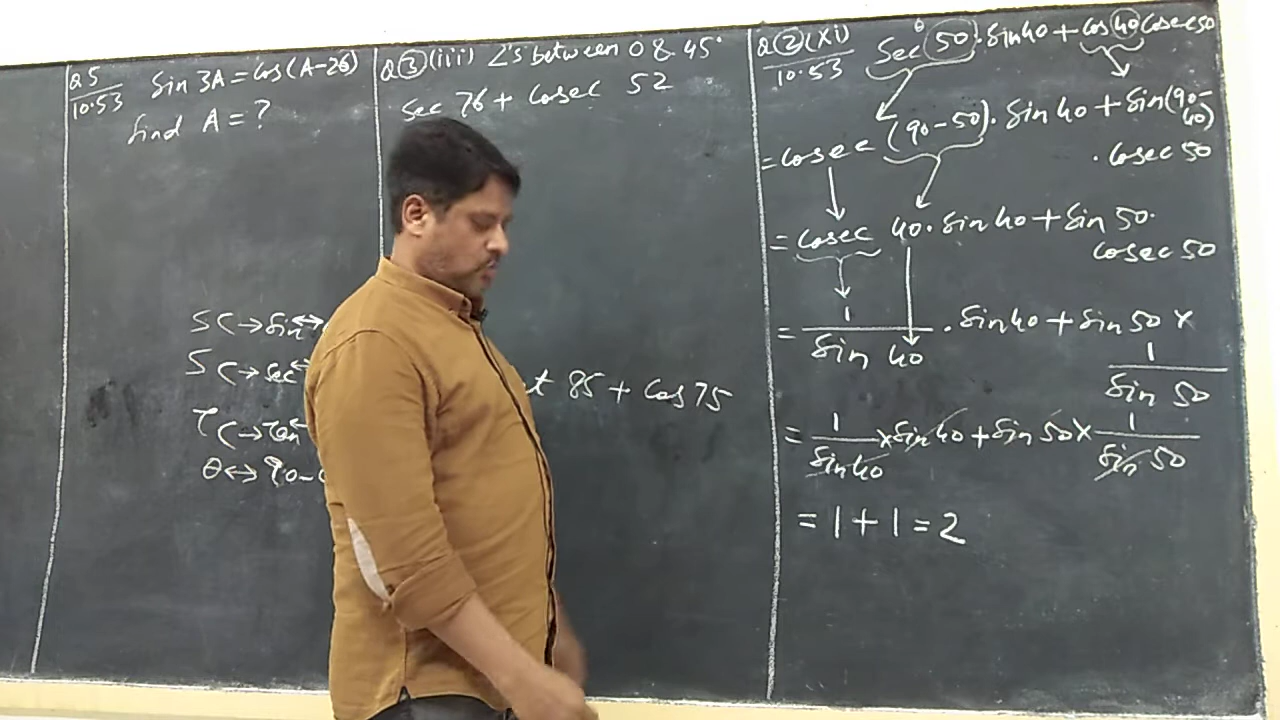 Q 5
10.53
Sin 3A = Cos (A-26)
find A = ?
SC → Sin ↔
SC → Sec
TC → Tan
θ ↔ 90-
Q ③ (iii) ∠'s between 0 & 45°
Sec 76 + Cosec 52
t 85 + Cos 75
Q ② (xi)
10.53
Sec 50 · Sin 40 + Cos 40 Cosec 50
θ
= Cosec (90-50) · Sin 40 + Sin (90-40)
· Cosec 50
= Cosec 40 · Sin 40 + Sin 50 ·
Cosec 50
= 1/Sin 40 · Sin 40 + Sin 50 ×
1/Sin 50
= 1/Sin 40 × Sin 40 + Sin 50 × 1/Sin 50
= 1 + 1 = 2